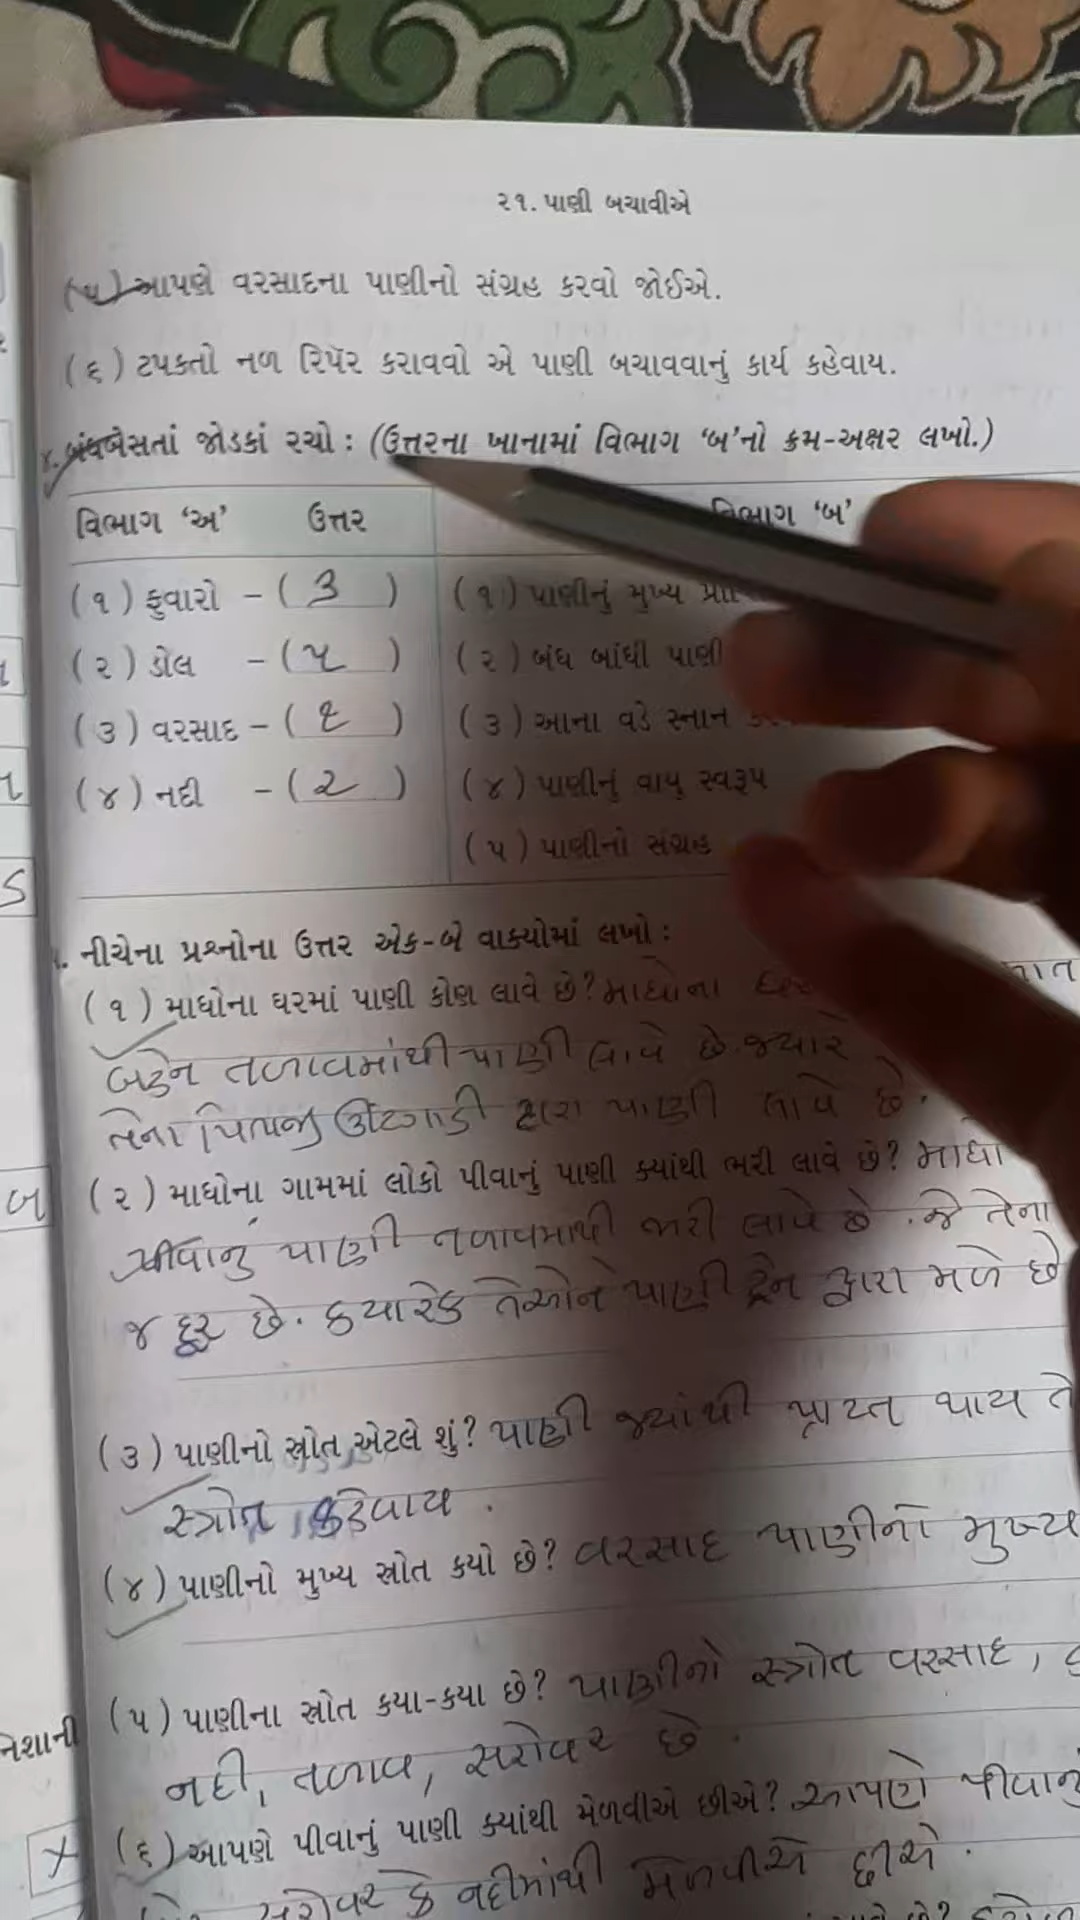 ૨૧. પાણી બચાવીએ
(૫) આપણે વરસાદના પાણીનો સંગ્રહ કરવો જોઈએ.
(૬) ટપકતો નળ રિપૅર કરાવવો એ પાણી બચાવવાનું કાર્ય કહેવાય.
૪. બંધબેસતાં જોડકાં રચો : (ઉત્તરના ખાનામાં વિભાગ ‘બ’નો ક્રમ-અક્ષર લખો.)
વિભાગ ‘અ’ ઉત્તર વિભાગ ‘બ’
(૧) ફુવારો – ( 3 ) (૧) પાણીનું મુખ્ય
(૨) ડોલ – (૫) (૨) બંધ બાંધી પાણી
(૩) વરસાદ – (૧) (૩) આના વડે સ્નાન
(૪) નદી – (૨) (૪) પાણીનું વાયુ સ્વરૂપ
(૫) પાણીનો સંગ્રહ
નીચેના પ્રશ્નોના ઉત્તર એક-બે વાક્યોમાં લખો :
(૧) માધોના ઘરમાં પાણી કોણ લાવે છે? માધોના
બહેન તળાવમાંથી પાણી લાવે છે. જ્યારે
તેના પિતાજી ઊંટગાડી દ્વારા પાણી લાવે છે.
(૨) માધોના ગામમાં લોકો પીવાનું પાણી ક્યાંથી ભરી લાવે છે? માધો
પીવાનું પાણી તળાવમાથી ભરી લાવે છે. જે તેના
જ દૂર છે. ક્યારેક તેઓને પાણી ટ્રેન દ્વારા મળે છે
(૩) પાણીનો સ્રોત એટલે શું? પાણી જ્યાંથી પ્રાપ્ત થાય તે
સ્ત્રોત કહેવાય.
(૪) પાણીનો મુખ્ય સ્રોત કયો છે? વરસાદ પાણીનો મુખ્ય
(૫) પાણીના સ્રોત કયા-કયા છે? પાણીનો સ્ત્રોત વરસાદ,
નદી, તળાવ, સરોવર છે.
(૬) આપણે પીવાનું પાણી ક્યાંથી મેળવીએ છીએ? આપણે પીવાનું
સરોવર કે નદીમાંથી મેળવીએ છીએ.